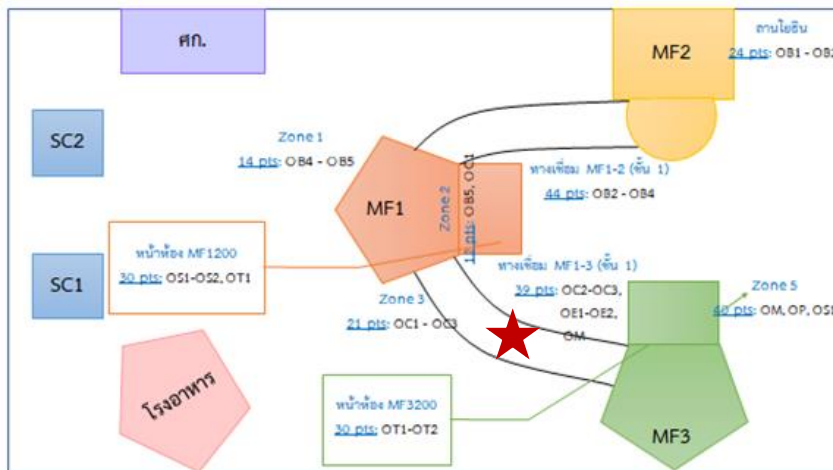 ศก.
MF2
ลานโยธิน
24 pts: OB1 - OB2
SC2
Zone 1
14 pts: OB4 - OB5
MF1
Zone 2
12 pts: OB5, OC1
ทางเชื่อม MF1-2 (ชั้น 1)
44 pts: OB2 - OB4
หน้าห้อง MF1200
30 pts: OS1-OS2, OT1
SC1
ทางเชื่อม MF1-3 (ชั้น 1)
39 pts: OC2-OC3,
OE1-OE2,
OM
Zone 3
21 pts: OC1 - OC3
Zone 5
40 pts: OM, OP, OS1
โรงอาหาร
หน้าห้อง MF3200
30 pts: OT1-OT2
MF3